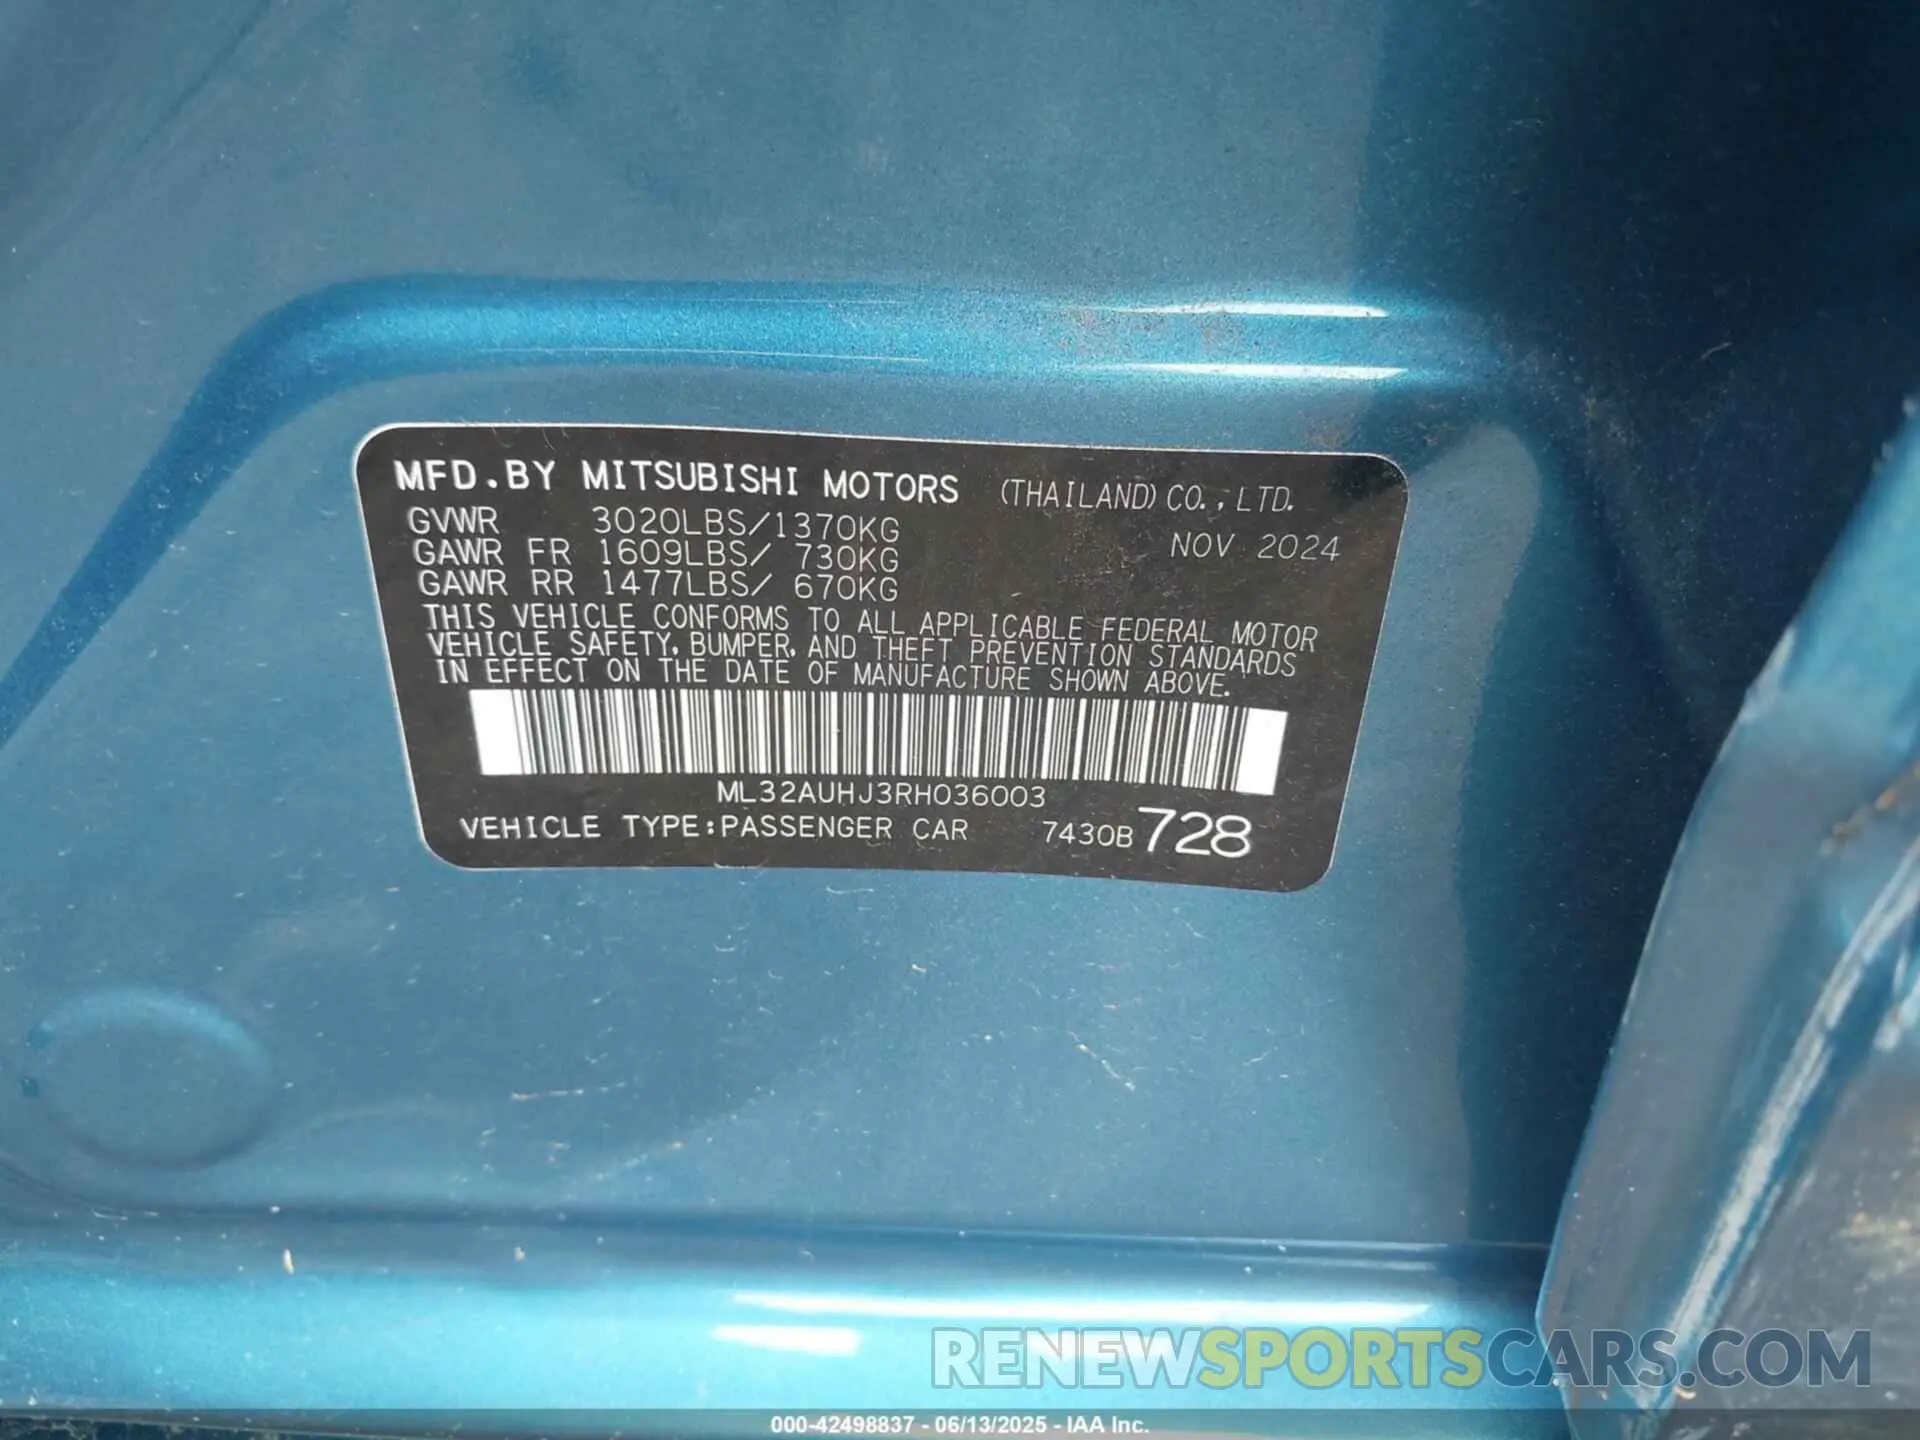 MFD.BY MITSUBISHI MOTORS (THAILAND) CO., LTD.
GVWR 3020LBS/1370KG NOV 2024
GAWR FR 1609LBS/ 730KG
GAWR RR 1477LBS/ 670KG
THIS VEHICLE CONFORMS TO ALL APPLICABLE FEDERAL MOTOR
VEHICLE SAFETY, BUMPER, AND THEFT PREVENTION STANDARDS
IN EFFECT ON THE DATE OF MANUFACTURE SHOWN ABOVE.
ML32AUHJ3RH036003
VEHICLE TYPE:PASSENGER CAR 7430B 728
RENEWSPORTSCARS.COM
000-42498837 - 06/13/2025 - IAA Inc.